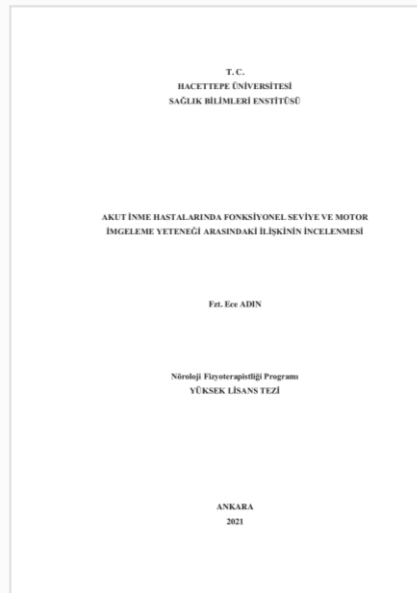 T. C.
HACETTEPE ÜNİVERSİTESİ
SAĞLIK BİLİMLERİ ENSTİTÜSÜ
AKUT İNME HASTALARINDA FONKSİYONEL SEVİYE VE MOTOR
İMGELEME YETENEĞİ ARASINDAKİ İLİŞKİNİN İNCELENMESİ
Fzt. Ece ADIN
Nöroloji Fizyoterapistliği Programı
YÜKSEK LİSANS TEZİ
ANKARA
2021